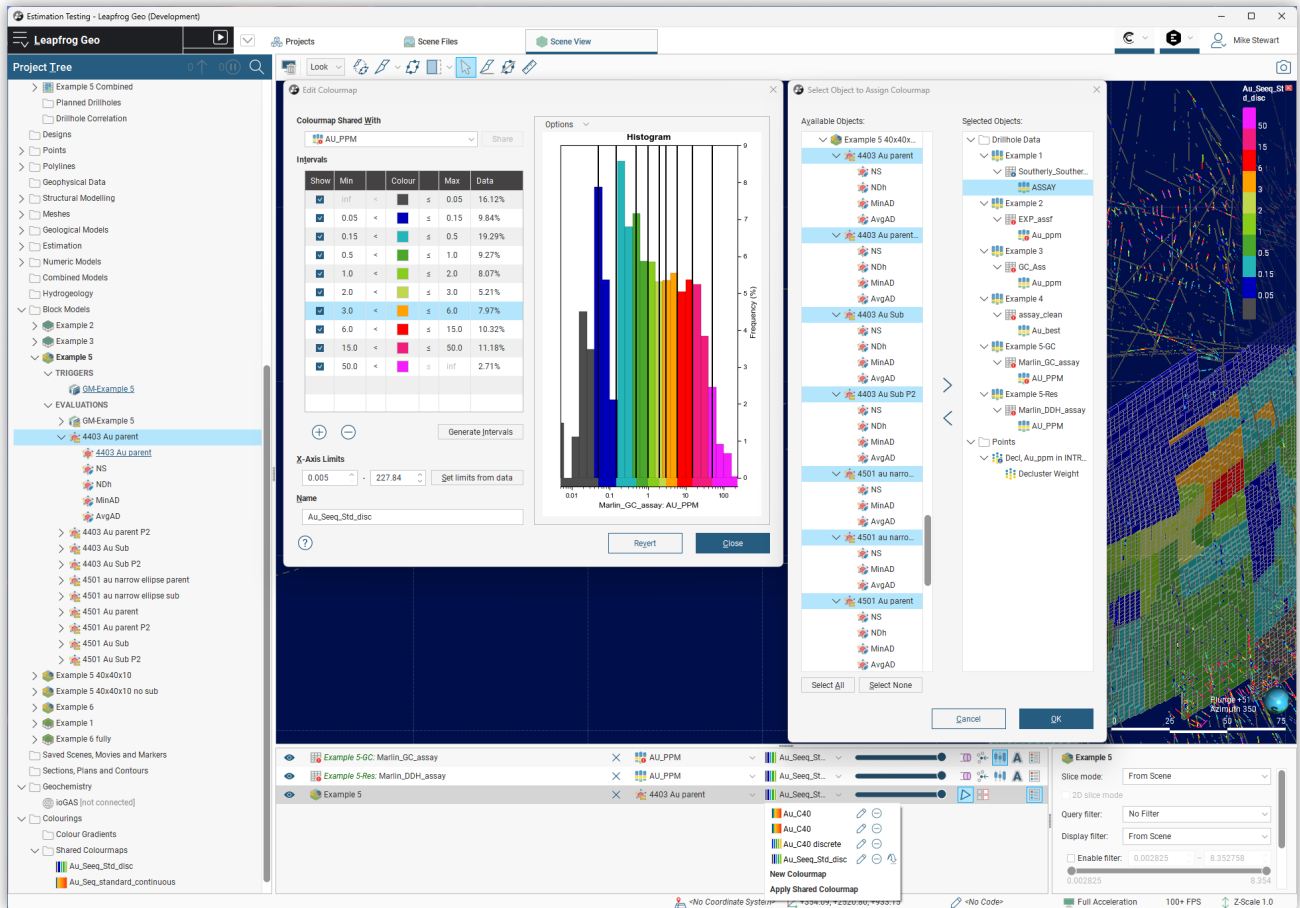 Estimation Testing - Leapfrog Geo (Development)
Leapfrog Geo
Projects
Scene Files
Scene View
Mike Stewart
Project Tree
Look
Example 5 Combined
Planned Drillholes
Drillhole Correlation
Designs
Points
Polylines
Geophysical Data
Structural Modelling
Meshes
Geological Models
Estimation
Numeric Models
Combined Models
Hydrogeology
Block Models
Example 2
Example 3
Example 5
TRIGGERS
GM-Example 5
EVALUATIONS
GM-Example 5
4403 Au parent
4403 Au parent
NS
NDh
MinAD
AvgAD
4403 Au parent P2
4403 Au Sub
4403 Au Sub P2
4501 au narrow ellipse parent
4501 au narrow ellipse sub
4501 Au parent
4501 Au parent P2
4501 Au Sub
4501 Au Sub P2
Example 5 40x40x10
Example 5 40x40x10 no sub
Example 6
Example 1
Example 6 fully
Saved Scenes, Movies and Markers
Sections, Plans and Contours
Geochemistry
ioGAS [not connected]
Colourings
Colour Gradients
Shared Colourmaps
Au_Seeq_Std_disc
Au_Seq_standard_continuous
Edit Colourmap
Colourmap Shared With
AU_PPM
Share
Intervals
Show Min Colour Max Data
inf < ≤ 0.05 16.12%
0.05 < ≤ 0.15 9.84%
0.15 < ≤ 0.5 19.29%
0.5 < ≤ 1.0 9.27%
1.0 < ≤ 2.0 8.07%
2.0 < ≤ 3.0 5.21%
3.0 < ≤ 6.0 7.97%
6.0 < ≤ 15.0 10.32%
15.0 < ≤ 50.0 11.18%
50.0 < ≤ inf 2.71%
Generate Intervals
X-Axis Limits
0.005 - 227.84
Set limits from data
Name
Au_Seeq_Std_disc
Revert
Close
Options
Histogram
9
8
7
6
5
4
3
2
1
0
Frequency (%)
0.01 0.1 1 10 100
Marlin_GC_assay: AU_PPM
Select Object to Assign Colourmap
Available Objects:
Example 5 40x40x...
4403 Au parent
NS
NDh
MinAD
AvgAD
4403 Au parent...
NS
NDh
MinAD
AvgAD
4403 Au Sub
NS
NDh
MinAD
AvgAD
4403 Au Sub P2
NS
NDh
MinAD
AvgAD
4501 au narro...
NS
MinAD
AvgAD
4501 au narro...
NS
MinAD
AvgAD
4501 Au parent
NS
NDh
MinAD
AvgAD
Select All
Select None
Selected Objects:
Drillhole Data
Example 1
Southerly_Souther...
ASSAY
Example 2
EXP_assf
Au_ppm
Example 3
GC_Ass
Au_ppm
Example 4
assay_clean
Au_best
Example 5-GC
Marlin_GC_assay
AU_PPM
Example 5-Res
Marlin_DDH_assay
AU_PPM
Points
Decl, Au_ppm in INTR...
Decluster Weight
Cancel
OK
Au_Seeq_St
d_disc
50
15
6
3
2
1
0.5
0.15
0.05
Plunge +51
Azimuth 350
0 25 50 75
Example 5-GC: Marlin_GC_assay
AU_PPM
Au_Seeq_St...
Example 5-Res: Marlin_DDH_assay
AU_PPM
Au_Seeq_St...
Example 5
4403 Au parent
Au_Seeq_St...
Au_C40
Au_C40
Au_C40 discrete
Au_Seeq_Std_disc
New Colourmap
Apply Shared Colourmap
Example 5
Slice mode: From Scene
2D slice mode
Query filter: No Filter
Display filter: From Scene
Enable filter: 0.002825 - 8.352758
0.002825 8.354
<No Coordinate System>
<No Code>
Full Acceleration
100+ FPS
Z-Scale 1.0